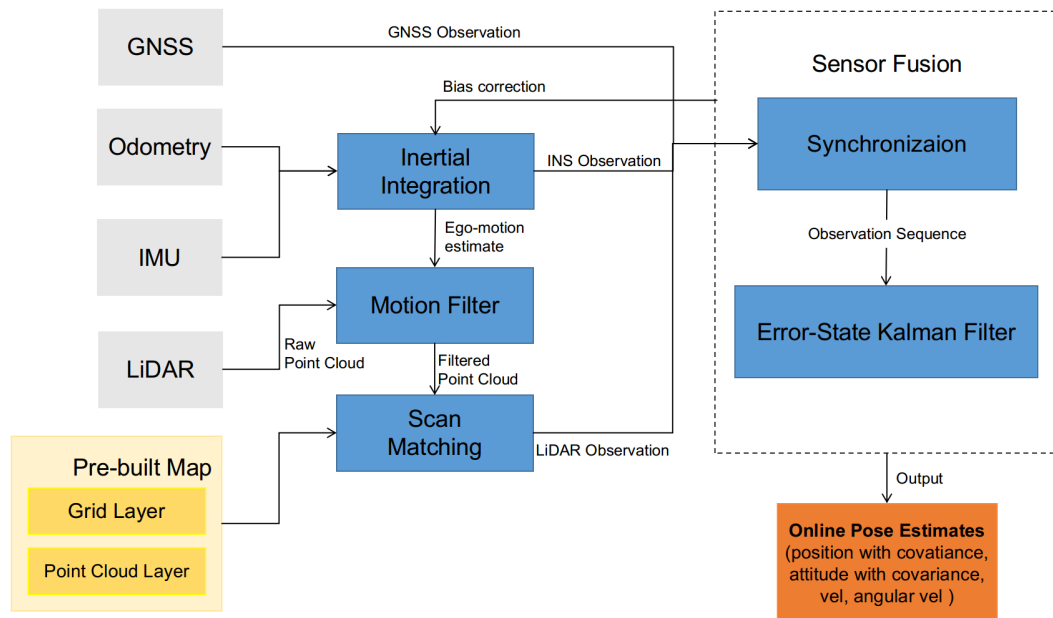 GNSS
GNSS Observation
Sensor Fusion
Bias correction
Odometry
Inertial
Integration
INS Observation
Synchronizaion
IMU
Ego-motion
estimate
Observation Sequence
Motion Filter
Error-State Kalman Filter
LiDAR
Raw
Point Cloud
Filtered
Point Cloud
Scan
Matching
LiDAR Observation
Pre-built Map
Grid Layer
Point Cloud Layer
Output
Online Pose Estimates
(position with covatiance,
attitude with covariance,
vel, angular vel )